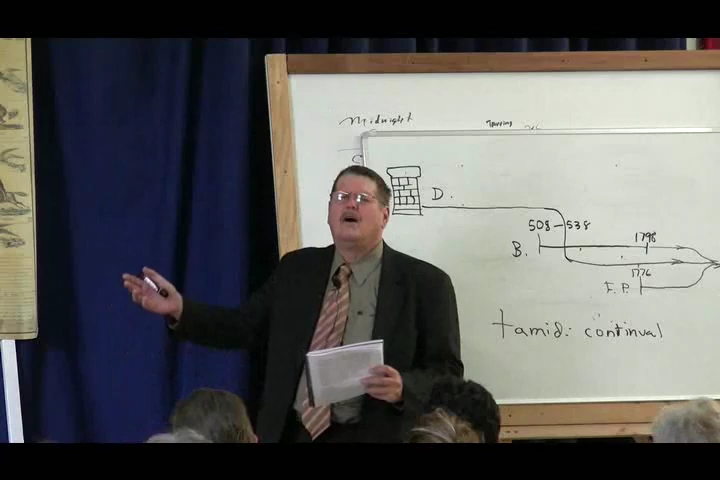 Midnight
D.
508 538
B.
1798
1776
F.P.
tamid: continual